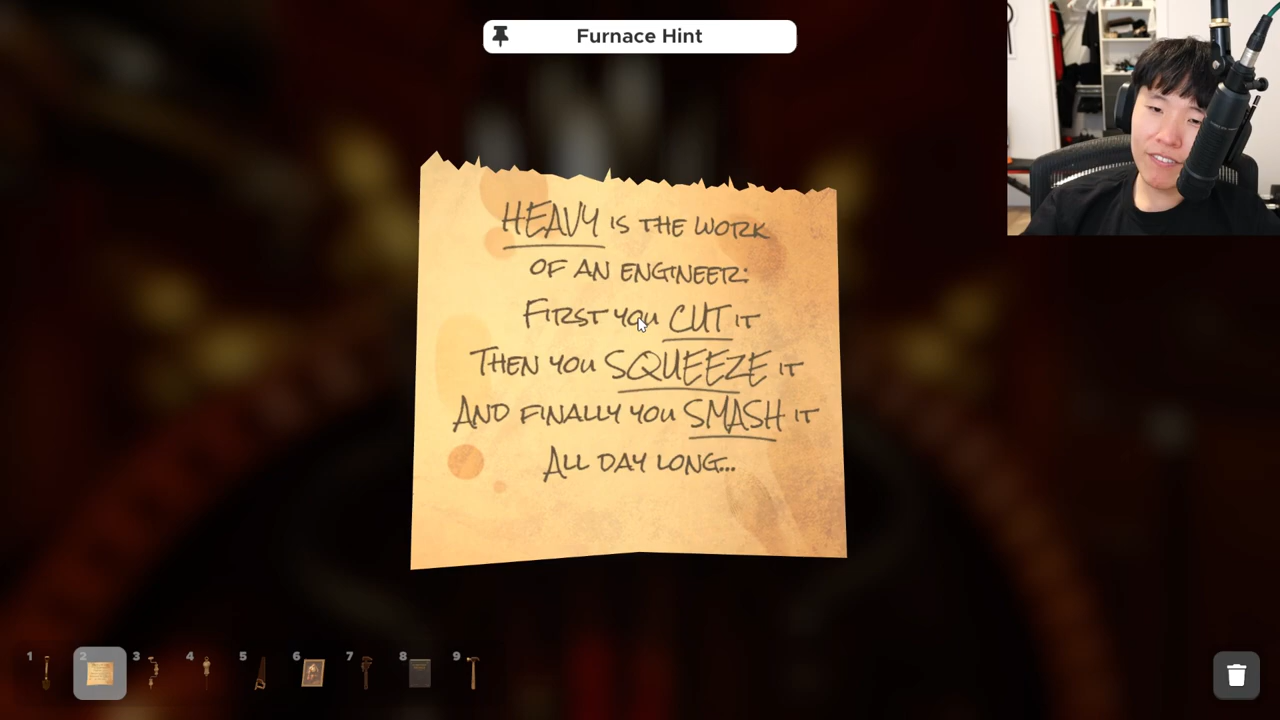 Furnace Hint
HEAVY IS THE WORK
OF AN ENGINEER:
FIRST YOU CUT IT
THEN YOU SQUEEZE IT
AND FINALLY YOU SMASH IT
ALL DAY LONG...
1 2 3 4 5 6 7 8 9